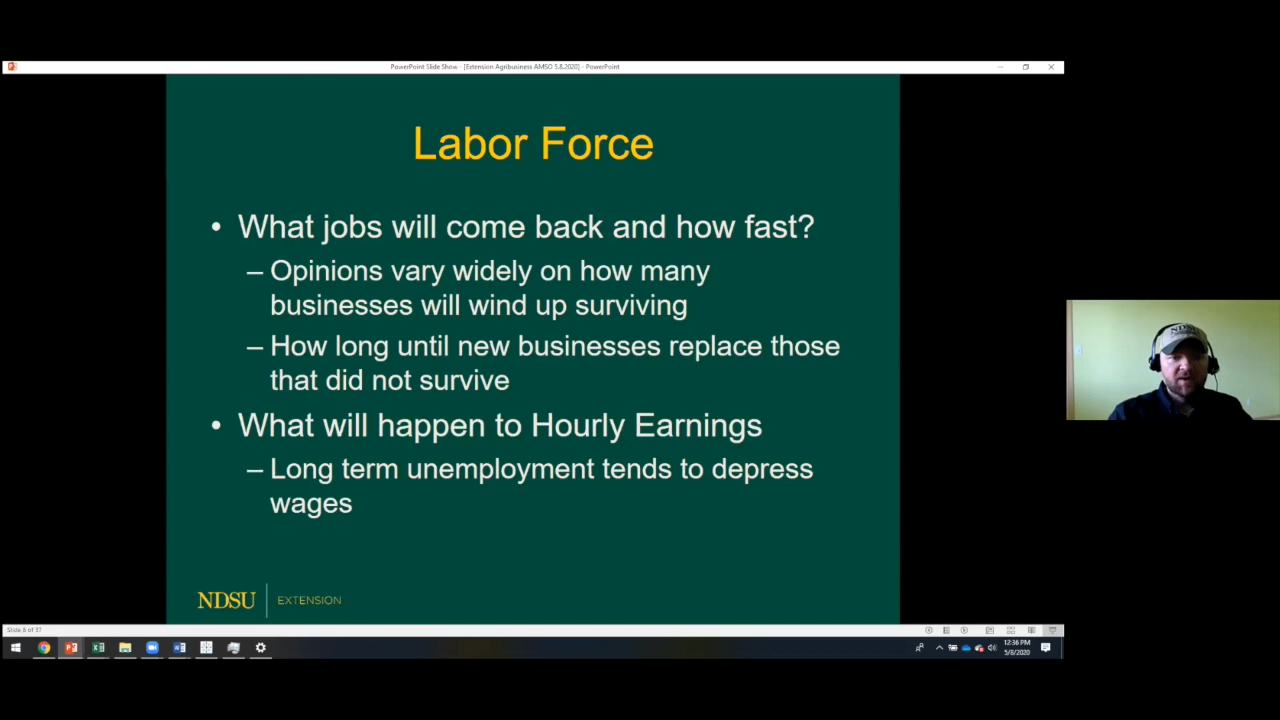 PowerPoint Slide Show - [Extension Agribusiness AMSO 5.8.2020] - PowerPoint
Labor Force
• What jobs will come back and how fast?
– Opinions vary widely on how many
businesses will wind up surviving
– How long until new businesses replace those
that did not survive
• What will happen to Hourly Earnings
– Long term unemployment tends to depress
wages
NDSU EXTENSION
Slide 8 of 37
12:36 PM
5/8/2020